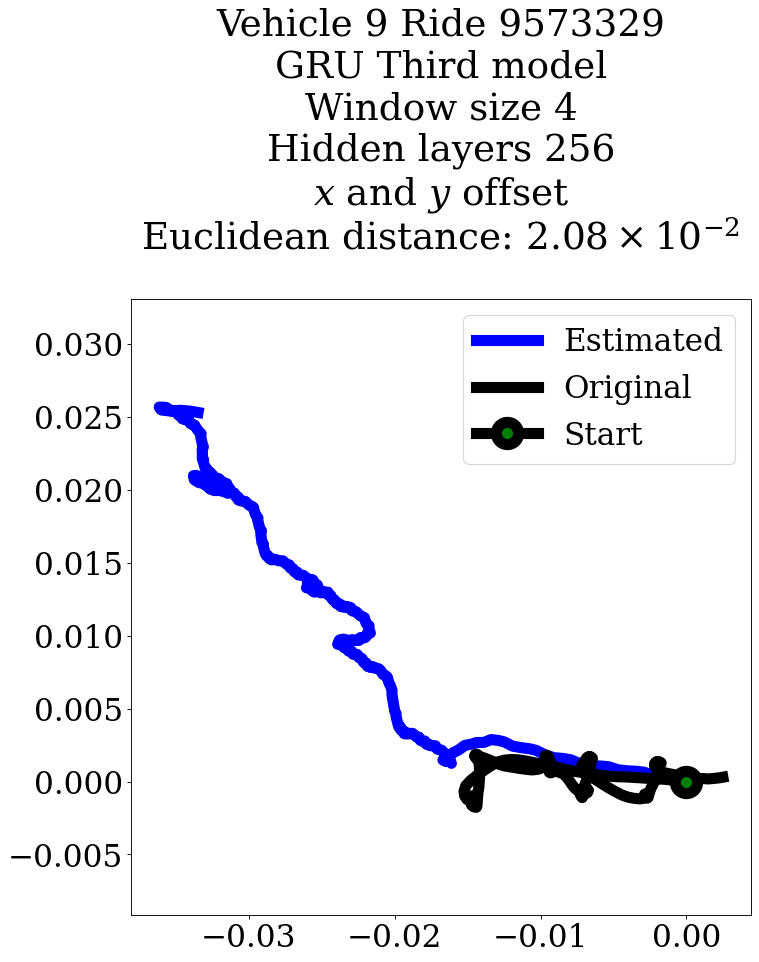 Vehicle 9 Ride 9573329
GRU Third model
Window size 4
Hidden layers 256
x and y offset
Euclidean distance: 2.08 × 10⁻²
Estimated
Original
Start
0.030
0.025
0.020
0.015
0.010
0.005
0.000
−0.005
−0.03 −0.02 −0.01 0.00